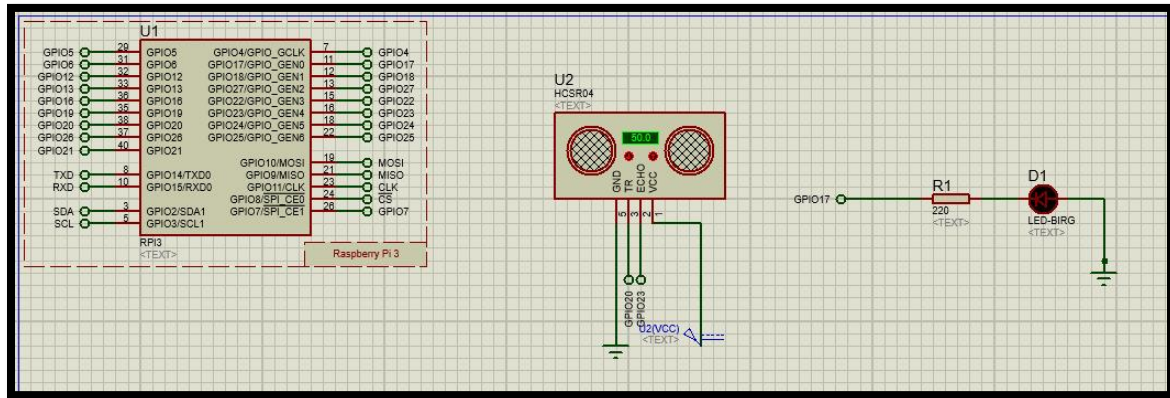 U1
GPIO5 29 GPIO5 GPIO4/GPIO_GCLK 7 GPIO4
GPIO6 31 GPIO6 GPIO17/GPIO_GEN0 11 GPIO17
GPIO12 32 GPIO12 GPIO18/GPIO_GEN1 12 GPIO18
GPIO13 33 GPIO13 GPIO27/GPIO_GEN2 13 GPIO27
GPIO16 36 GPIO16 GPIO22/GPIO_GEN3 15 GPIO22
GPIO19 35 GPIO19 GPIO23/GPIO_GEN4 16 GPIO23
GPIO20 38 GPIO20 GPIO24/GPIO_GEN5 18 GPIO24
GPIO26 37 GPIO26 GPIO25/GPIO_GEN6 22 GPIO25
GPIO21 40 GPIO21
GPIO10/MOSI 19 MOSI
TXD 8 GPIO14/TXD0 GPIO9/MISO 21 MISO
RXD 10 GPIO15/RXD0 GPIO11/CLK 23 CLK
GPIO8/SPI_CE0 24 CS
SDA 3 GPIO2/SDA1 GPIO7/SPI_CE1 26 GPIO7
SCL 5 GPIO3/SCL1
RPI3
<TEXT>
Raspberry Pi 3
U2
HCSR04
<TEXT>
50.0
GND
TR
ECHO
VCC
5
3
2
1
GPIO20
GPIO23
U2(VCC)
<TEXT>
GPIO17
R1
220
<TEXT>
D1
LED-BIRG
<TEXT>